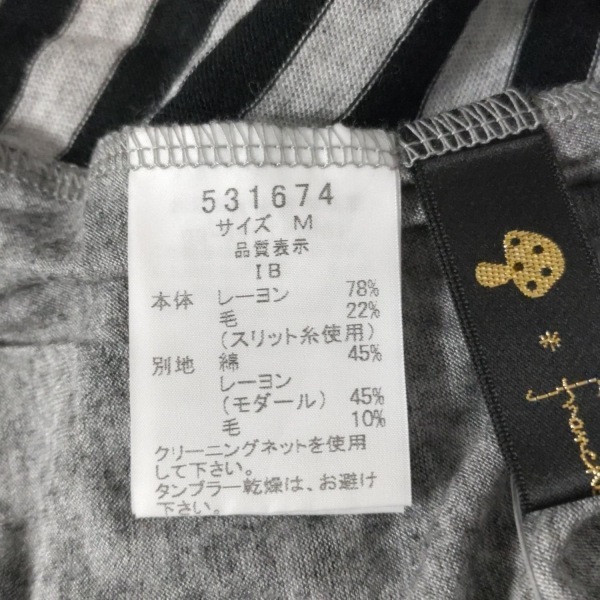 531674
サイズ M
品質表示
IB
本体 レーヨン 78%
毛 22%
(スリット糸使用)
別地 綿 45%
レーヨン
(モダール) 45%
毛 10%
クリーニングネットを使用
して下さい。
タンブラー乾燥は、お避け
下さい。